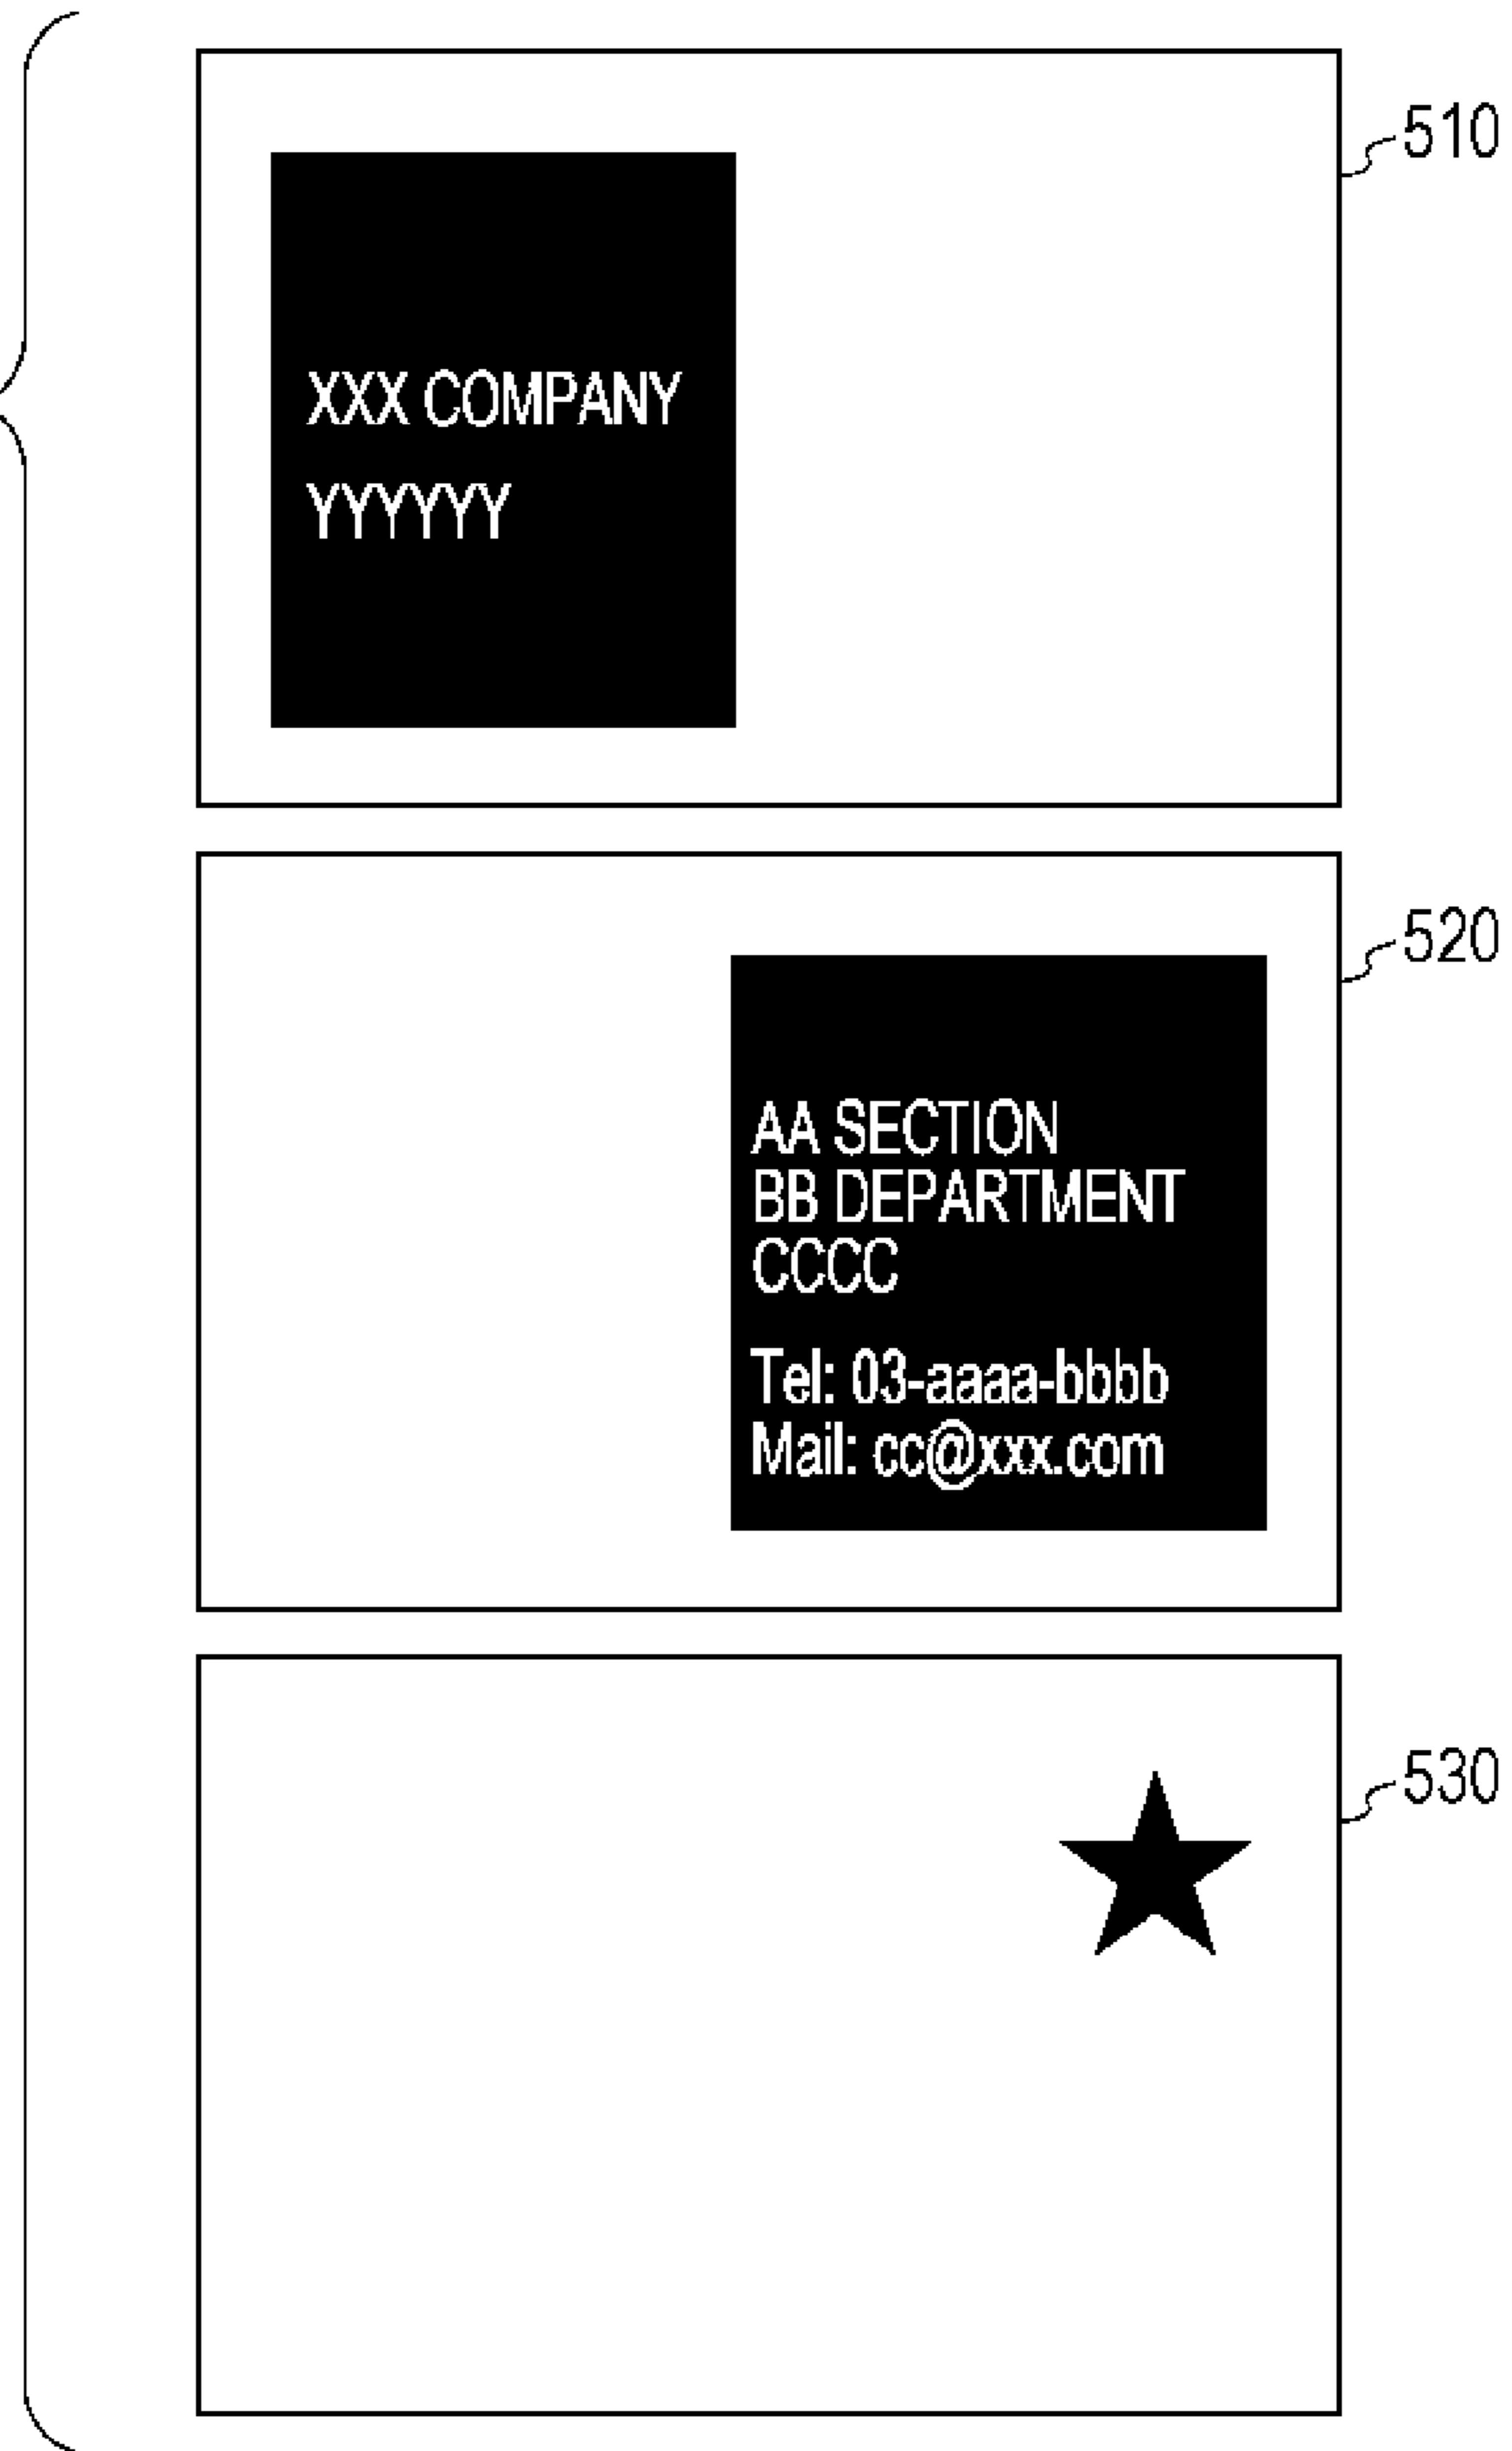 510
XXX COMPANY
YYYYYY
520
AA SECTION
BB DEPARTMENT
CCCC
Tel: 03-aaaa-bbbb
Mail: cc@xxx.com
530